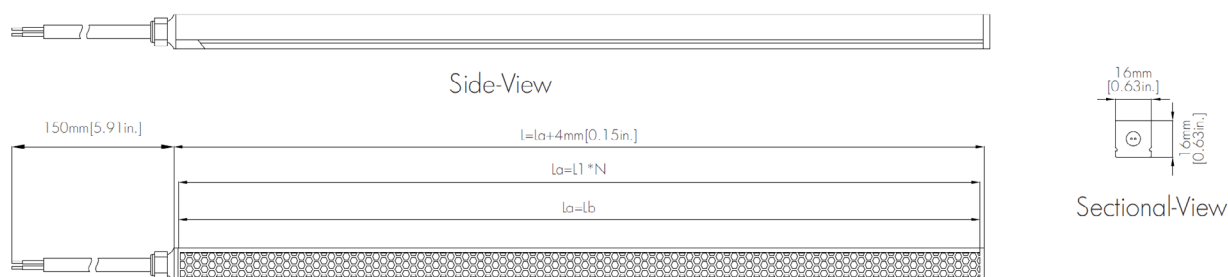 Side-View
150mm[5.91in.]
L=La+4mm[0.15in.]
La=L1*N
La=Lb
16mm
[0.63in.]
16mm
[0.63in.]
Sectional-View